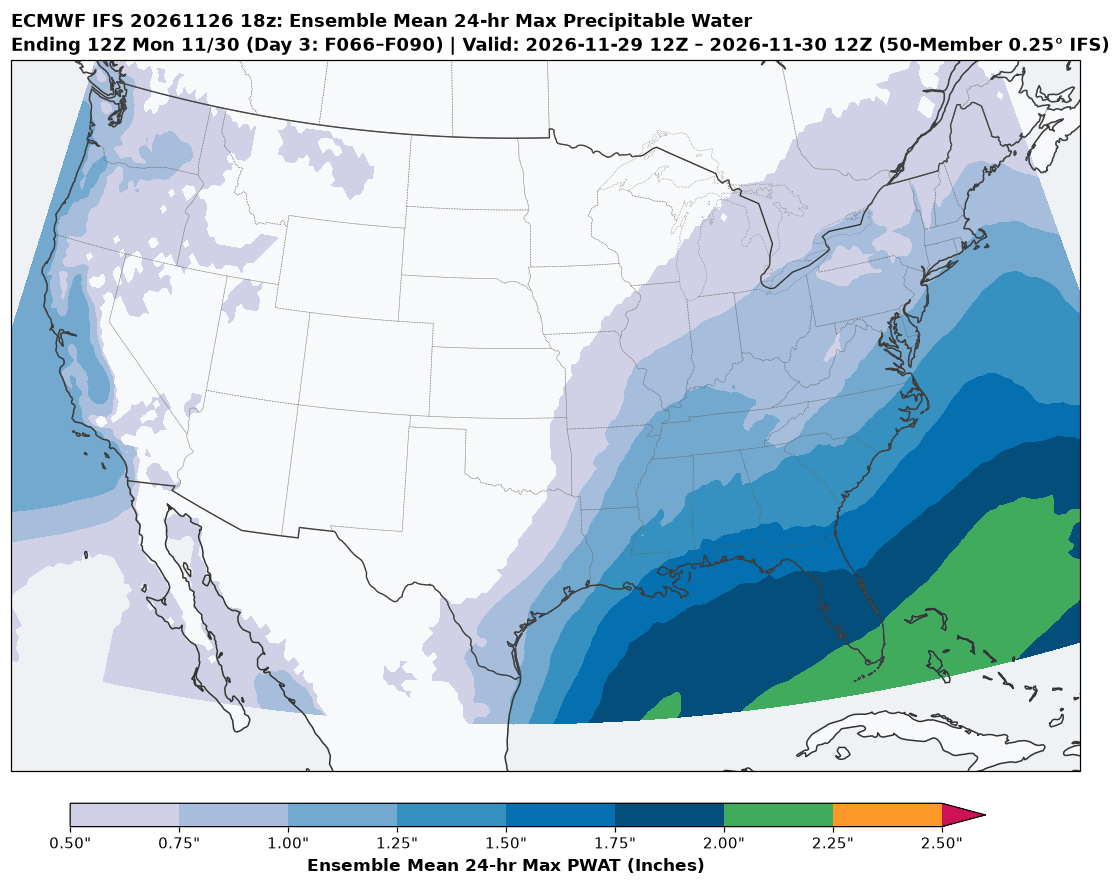 ECMWF IFS 20261126 18z: Ensemble Mean 24-hr Max Precipitable Water
Ending 12Z Mon 11/30 (Day 3: F066–F090) | Valid: 2026-11-29 12Z – 2026-11-30 12Z (50-Member 0.25° IFS)
0.50" 0.75" 1.00" 1.25" 1.50" 1.75" 2.00" 2.25" 2.50"
Ensemble Mean 24-hr Max PWAT (Inches)